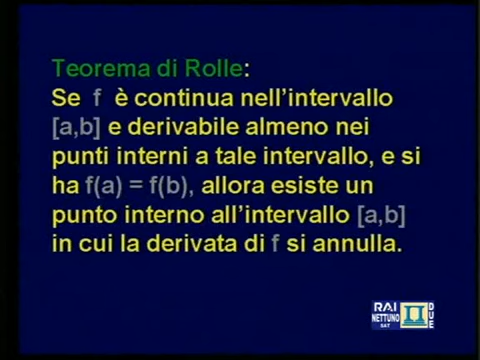 Teorema di Rolle:
Se f è continua nell'intervallo
[a,b] e derivabile almeno nei
punti interni a tale intervallo, e si
ha f(a) = f(b), allora esiste un
punto interno all'intervallo [a,b]
in cui la derivata di f si annulla.
RAI
NETTUNO
SAT
DUE